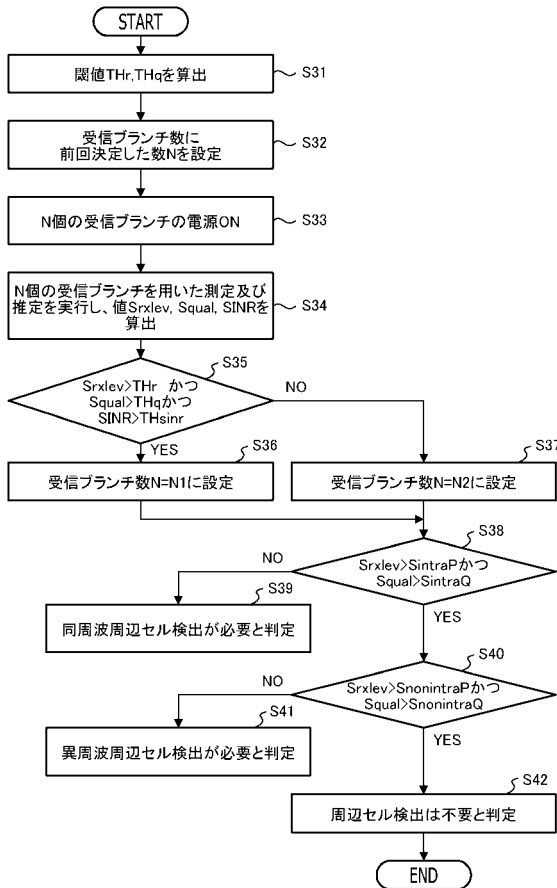 START
閾値THr,THqを算出
S31
受信ブランチ数に
前回決定した数Nを設定
S32
N個の受信ブランチの電源ON
S33
N個の受信ブランチを用いた測定及び
推定を実行し、値Srxlev, Squal, SINRを
算出
S34
S35
Srxlev>THr かつ
Squal>THqかつ
SINR>THsinr
NO
YES
S36
受信ブランチ数N=N1に設定
S37
受信ブランチ数N=N2に設定
S38
Srxlev>SintraPかつ
Squal>SintraQ
NO
S39
同周波周辺セル検出が必要と判定
YES
S40
Srxlev>SnonintraPかつ
Squal>SnonintraQ
NO
S41
異周波周辺セル検出が必要と判定
YES
S42
周辺セル検出は不要と判定
END